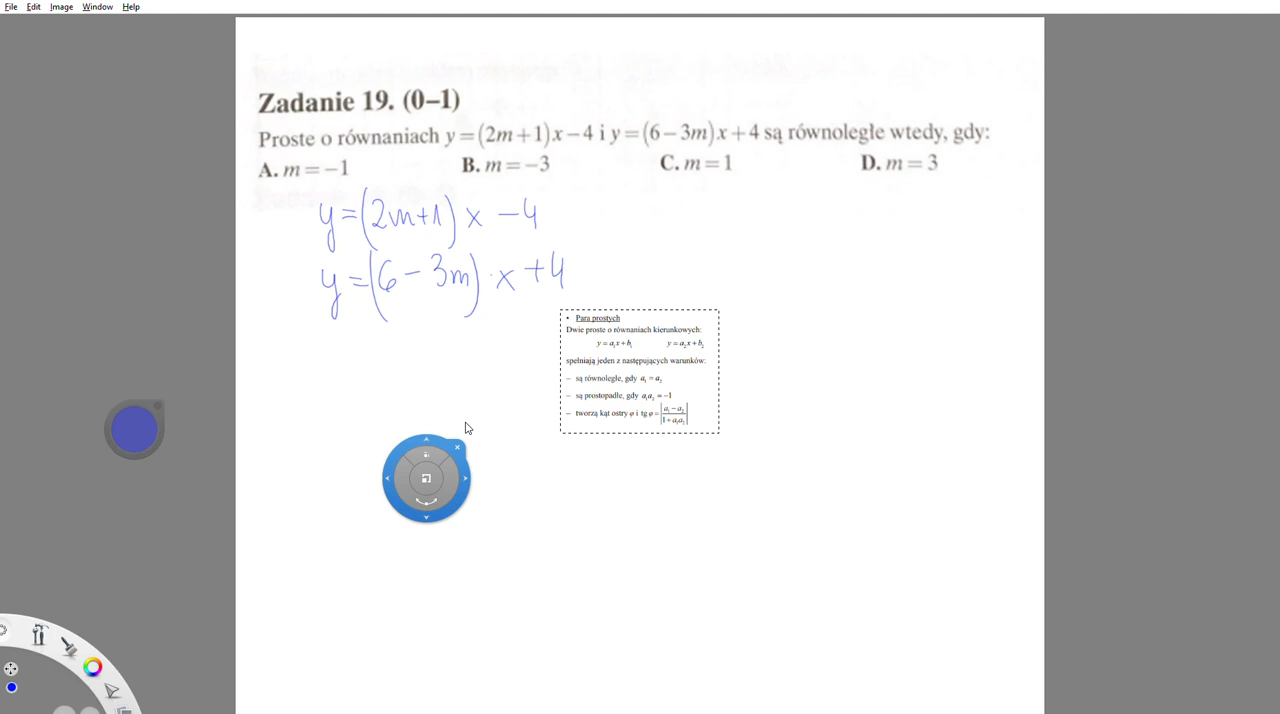 File Edit Image Window Help
Zadanie 19. (0–1)
Proste o równaniach y=(2m+1)x−4 i y=(6−3m)x+4 są równoległe wtedy, gdy:
A. m=−1 B. m=−3 C. m=1 D. m=3
y=(2m+1)x −4
y=(6−3m)·x+4
• Para prostych
Dwie proste o równaniach kierunkowych:
y=a₁x+b₁ y=a₂x+b₂
spełniają jeden z następujących warunków:
– są równoległe, gdy a₁=a₂
– są prostopadłe, gdy a₁a₂=−1
– tworzą kąt ostry φ i tgφ=|(a₁−a₂)/(1+a₁a₂)|